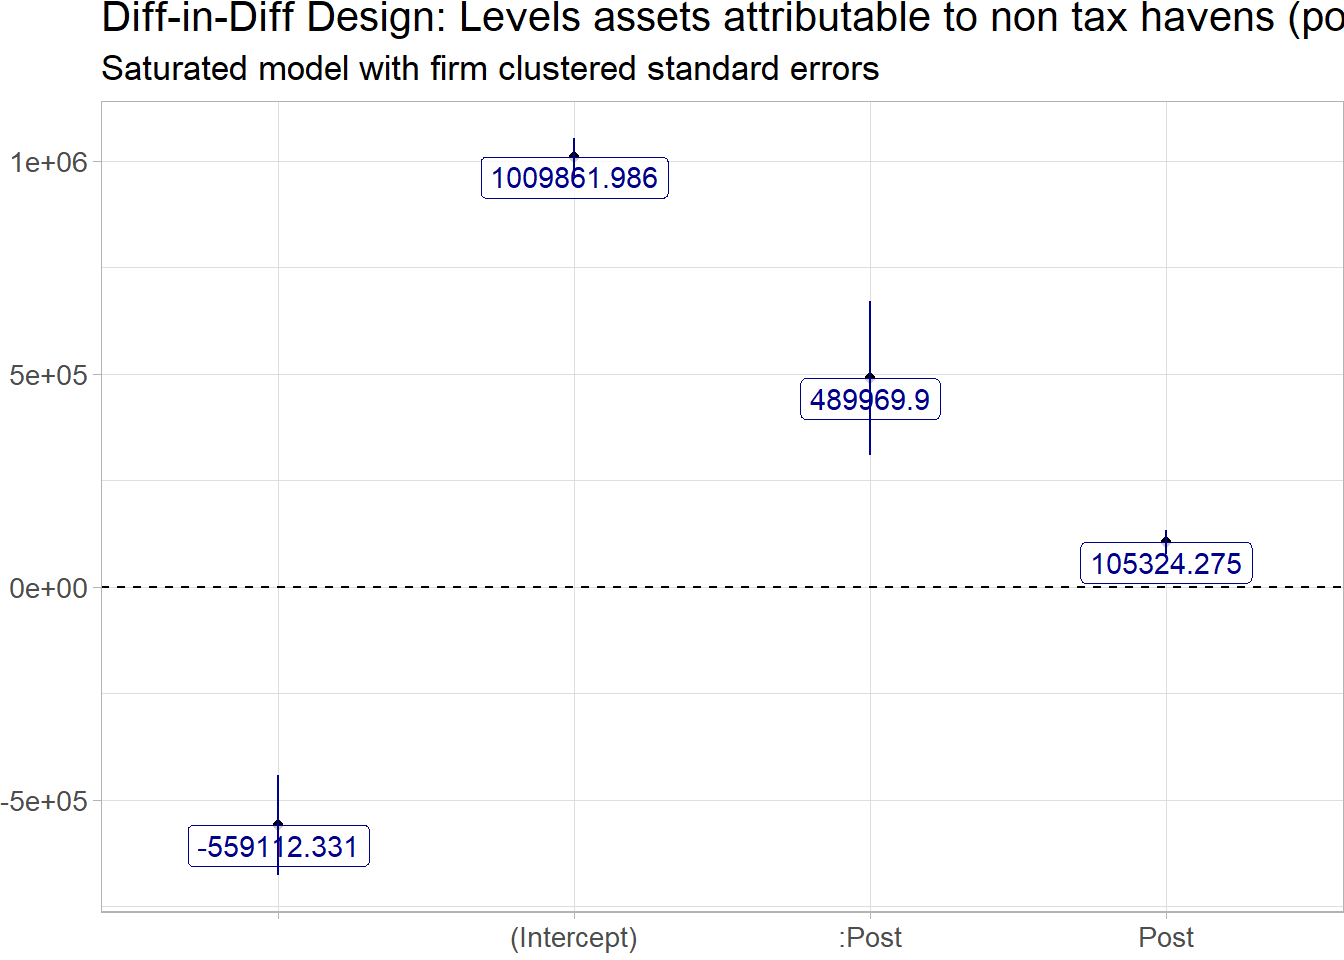 Diff-in-Diff Design: Levels assets attributable to non tax havens (po
Saturated model with firm clustered standard errors
1e+06
1009861.986
5e+05
489969.9
105324.275
0e+00
-5e+05
-559112.331
(Intercept) :Post Post